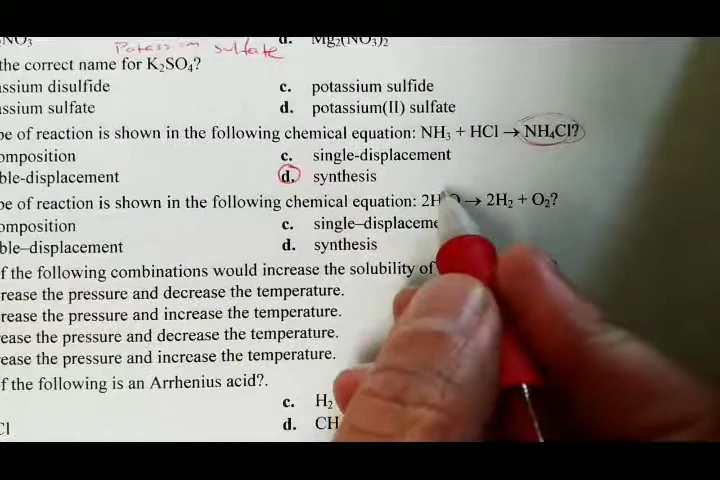 NO₃
Potassium sulfate
d. Mg₂(NO₃)₂
the correct name for K₂SO₄?
ssium disulfide c. potassium sulfide
ssium sulfate d. potassium(II) sulfate
pe of reaction is shown in the following chemical equation: NH₃ + HCl → NH₄Cl?
omposition c. single-displacement
ble-displacement d. synthesis
pe of reaction is shown in the following chemical equation: 2H O → 2H₂ + O₂?
omposition c. single–displaceme
ble–displacement d. synthesis
f the following combinations would increase the solubility of
rease the pressure and decrease the temperature.
rease the pressure and increase the temperature.
ease the pressure and decrease the temperature.
ease the pressure and increase the temperature.
f the following is an Arrhenius acid?.
c. H₂
Cl d. CH